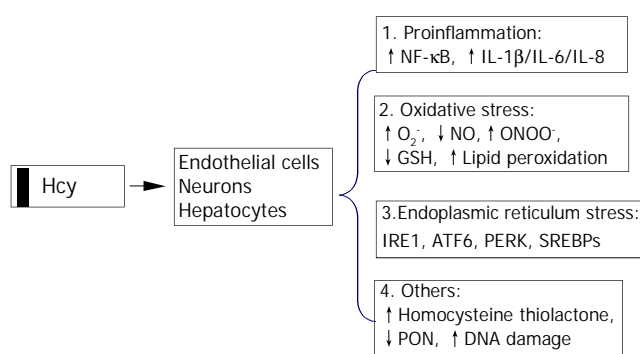 Hcy
Endothelial cells
Neurons
Hepatocytes
1. Proinflammation:
↑ NF-κB, ↑ IL-1β/IL-6/IL-8
2. Oxidative stress:
↑ O₂⁻, ↓ NO, ↑ ONOO⁻,
↓ GSH, ↑ Lipid peroxidation
3.Endoplasmic reticulum stress:
IRE1, ATF6, PERK, SREBPs
4. Others:
↑ Homocysteine thiolactone,
↓ PON, ↑ DNA damage